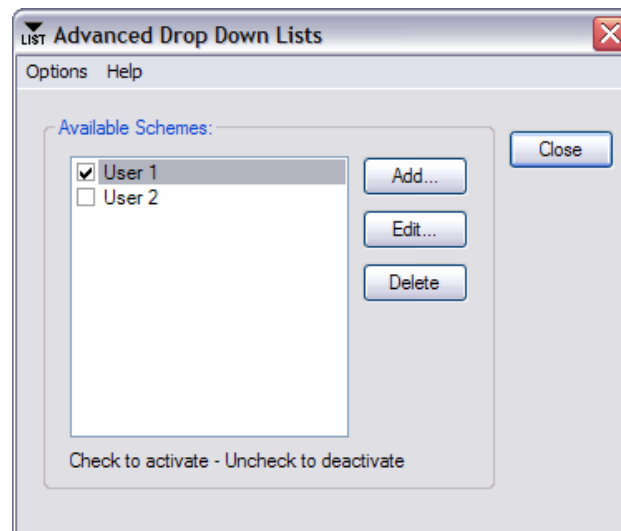 LIST Advanced Drop Down Lists
Options Help
Available Schemes:
Close
User 1
Add...
User 2
Edit...
Delete
Check to activate - Uncheck to deactivate